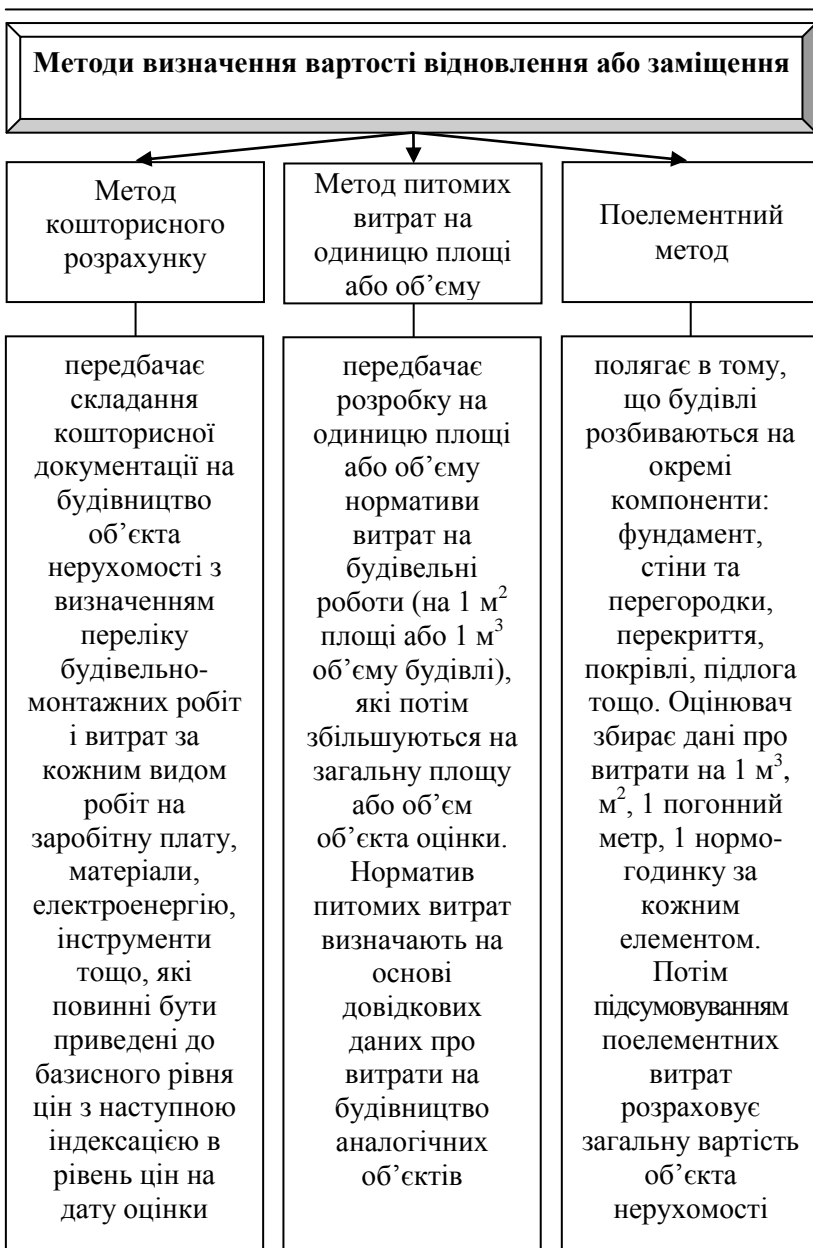 Методи визначення вартості відновлення або заміщення
Метод
кошторисного
розрахунку
Метод питомих
витрат на
одиницю площі
або об’єму
Поелементний
метод
передбачає
складання
кошторисної
документації на
будівництво
об’єкта
нерухомості з
визначенням
переліку
будівельно-
монтажних робіт
і витрат за
кожним видом
робіт на
заробітну плату,
матеріали,
електроенергію,
інструменти
тощо, які
повинні бути
приведені до
базисного рівня
цін з наступною
індексацією в
рівень цін на
дату оцінки
передбачає
розробку на
одиницю площі
або об’єму
нормативи
витрат на
будівельні
роботи (на 1 м²
площі або 1 м³
об’єму будівлі),
які потім
збільшуються на
загальну площу
або об’єм
об’єкта оцінки.
Норматив
питомих витрат
визначають на
основі
довідкових
даних про
витрати на
будівництво
аналогічних
об’єктів
полягає в тому,
що будівлі
розбиваються на
окремі
компоненти:
фундамент,
стіни та
перегородки,
перекриття,
покрівлі, підлога
тощо. Оцінювач
збирає дані про
витрати на 1 м³,
м², 1 погонний
метр, 1 нормо-
годинку за
кожним
елементом.
Потім
підсумовуванням
поелементних
витрат
розраховує
загальну вартість
об’єкта
нерухомості